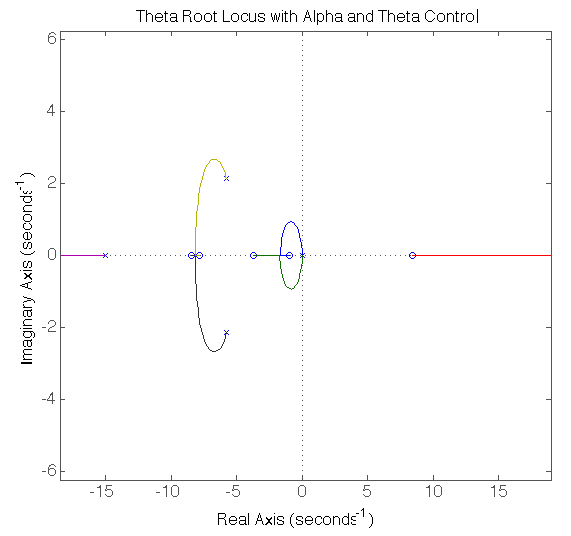 Theta Root Locus with Alpha and Theta Control
6
4
2
0
-2
-4
-6
Imaginary Axis (seconds-1)
-15 -10 -5 0 5 10 15
Real Axis (seconds-1)